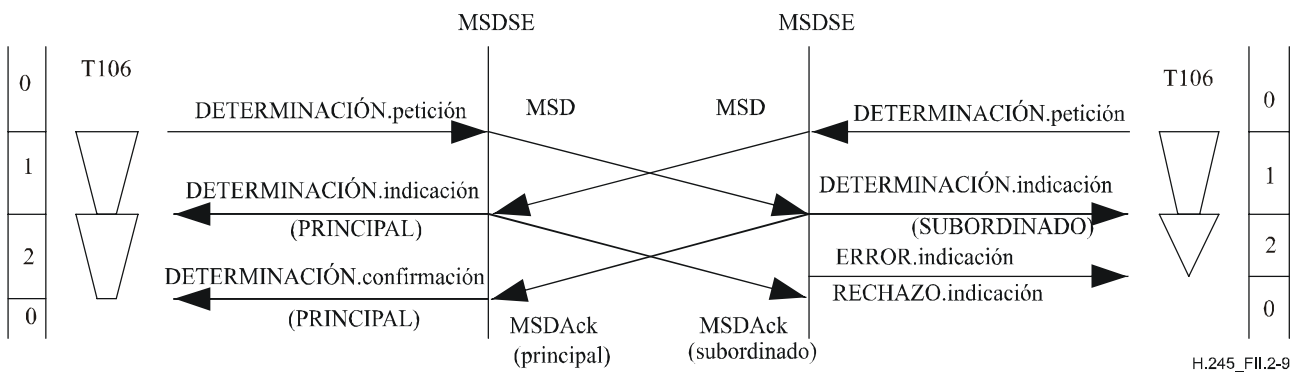 MSDSE MSDSE
0 T106 T106 0
MSD MSD
DETERMINACIÓN.petición DETERMINACIÓN.petición
1 1
DETERMINACIÓN.indicación DETERMINACIÓN.indicación
(PRINCIPAL) (SUBORDINADO)
2 2
ERROR.indicación
DETERMINACIÓN.confirmación RECHAZO.indicación
0 0
(PRINCIPAL) MSDAck MSDAck
(principal) (subordinado)
H.245_FII.2-9